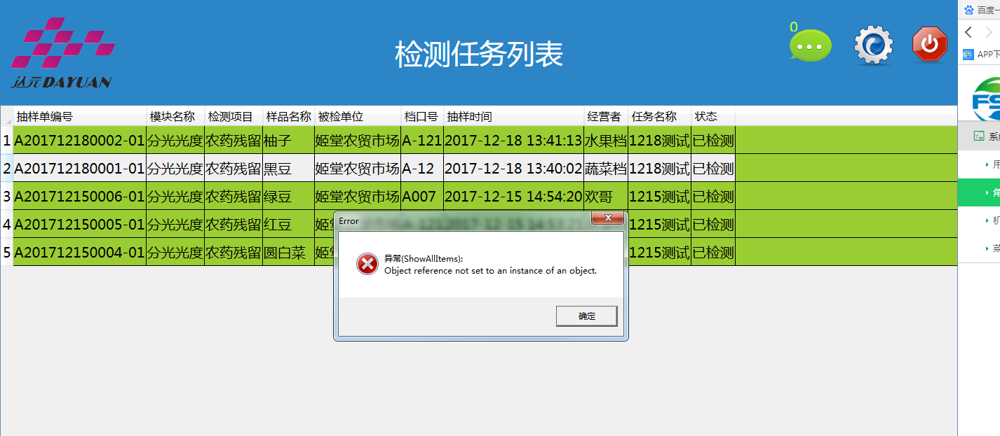 0
检测任务列表
达元DAYUAN
抽样单编号 模块名称 检测项目 样品名称 被检单位 档口号 抽样时间 经营者 任务名称 状态
1 A201712180002-01 分光光度 农药残留 柚子 姬堂农贸市场 A-121 2017-12-18 13:41:13 水果档 1218测试 已检测
2 A201712180001-01 分光光度 农药残留 黑豆 姬堂农贸市场 A-12 2017-12-18 13:40:02 蔬菜档 1218测试 已检测
3 A201712150006-01 分光光度 农药残留 绿豆 姬堂农贸市场 A007 2017-12-15 14:54:20 欢哥 1215测试 已检测
4 A201712150005-01 分光光度 农药残留 红豆 姬 1215测试 已检测
5 A201712150004-01 分光光度 农药残留 圆白菜 姬 1215测试 已检测
Error
异常(ShowAllItems):
Object reference not set to an instance of an object.
确定
百度一
APP下
FS
系
用
角
机
菜